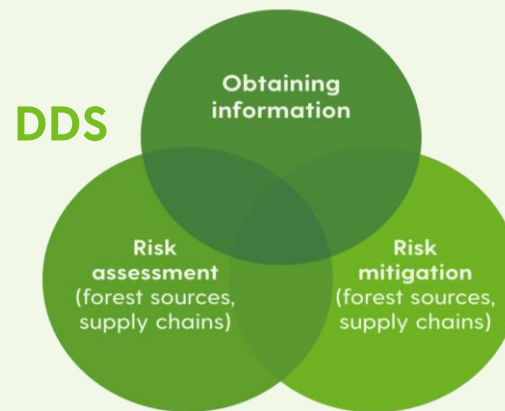 Obtaining
information
DDS
Risk
assessment
(forest sources,
supply chains)
Risk
mitigation
(forest sources,
supply chains)